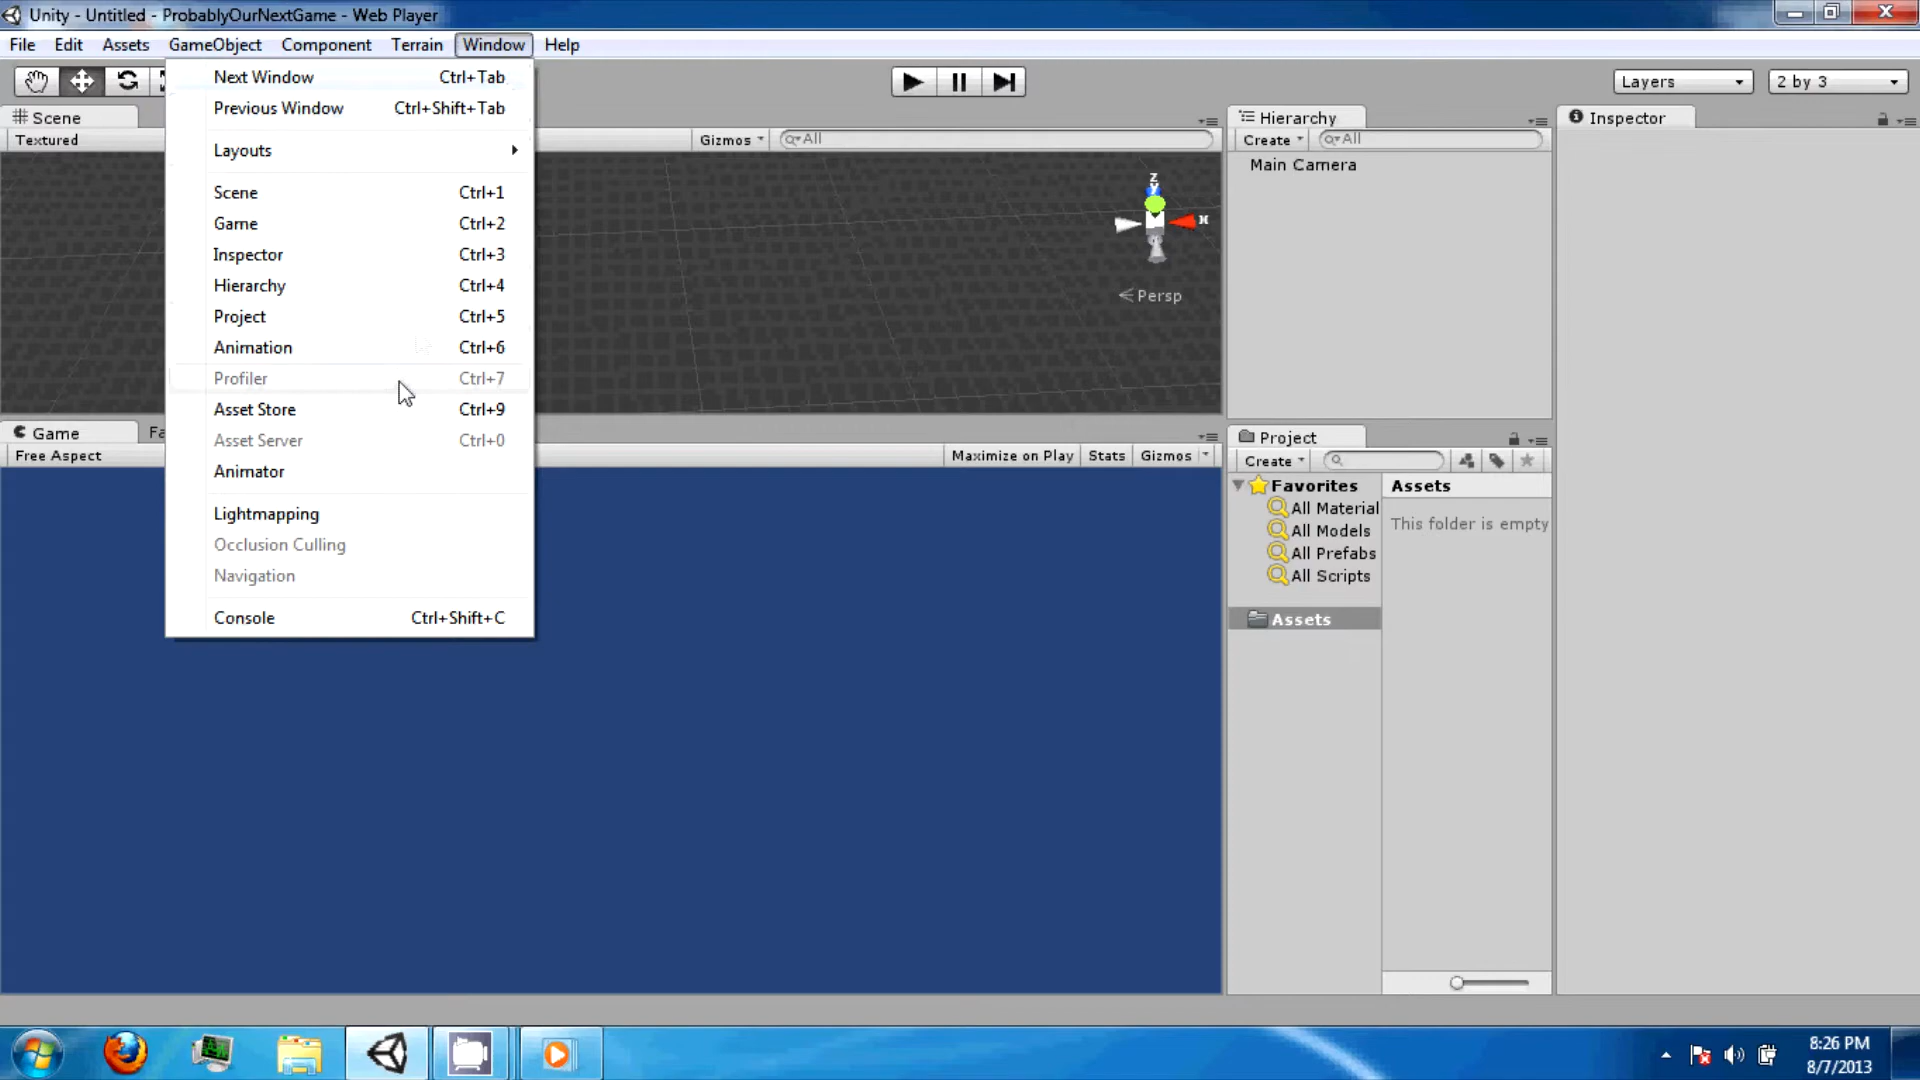 Unity - Untitled - ProbablyOurNextGame - Web Player
File Edit Assets GameObject Component Terrain Window Help
Next Window Ctrl+Tab
Previous Window Ctrl+Shift+Tab
Layouts
Scene Ctrl+1
Game Ctrl+2
Inspector Ctrl+3
Hierarchy Ctrl+4
Project Ctrl+5
Animation Ctrl+6
Profiler Ctrl+7
Asset Store Ctrl+9
Asset Server Ctrl+0
Animator
Lightmapping
Occlusion Culling
Navigation
Console Ctrl+Shift+C
Layers
2 by 3
Scene
Textured
Gizmos
All
z
y
x
Persp
Game
Fa
Free Aspect
Maximize on Play Stats Gizmos
Hierarchy
Create
All
Main Camera
Project
Create
Favorites
All Material
All Models
All Prefabs
All Scripts
Assets
Assets
This folder is empty
Inspector
8:26 PM
8/7/2013